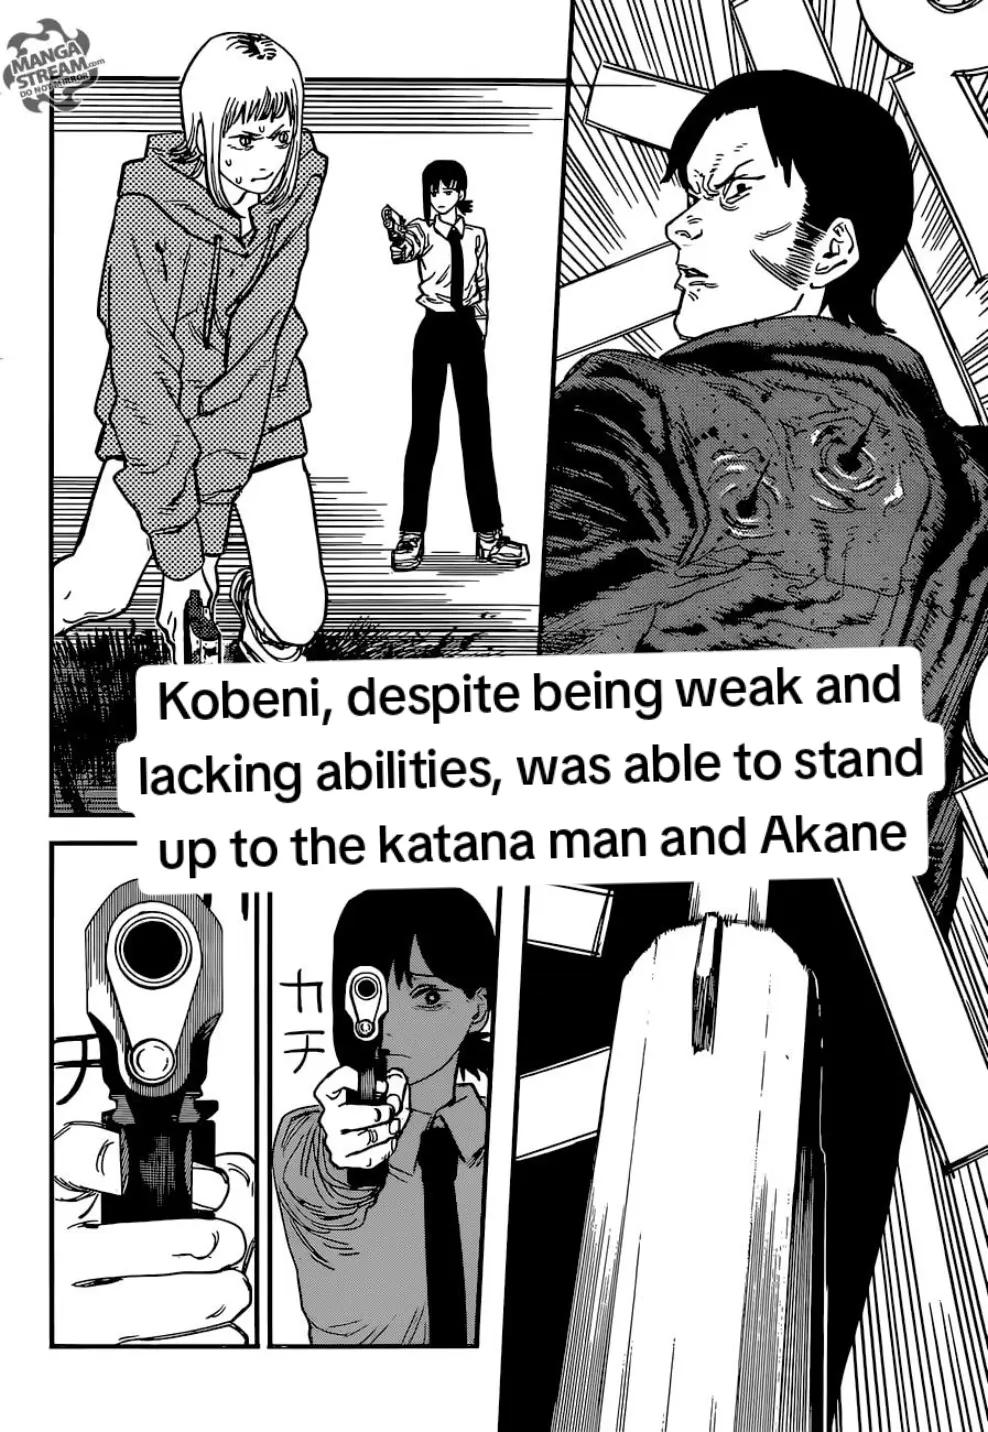 MANGA
STREAM.com
DO NOT MIRROR
Kobeni, despite being weak and
lacking abilities, was able to stand
up to the katana man and Akane
カチ
チ